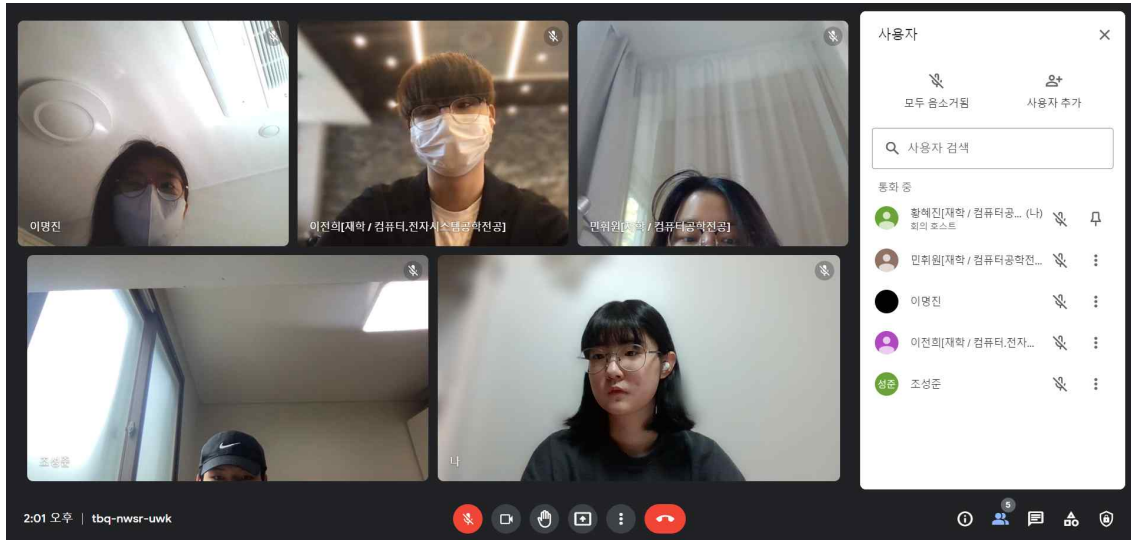 이명진
이전희[재학 / 컴퓨터.전자시스템공학전공]
민휘원[재학 / 컴퓨터공학전공]
조성준
나
2:01 오후 | tbq-nwsr-uwk
사용자
모두 음소거됨
사용자 추가
사용자 검색
통화 중
황혜진[재학 / 컴퓨터공... (나)
회의 호스트
민휘원[재학 / 컴퓨터공학전...
이명진
이전희[재학 / 컴퓨터.전자...
성준
조성준
5